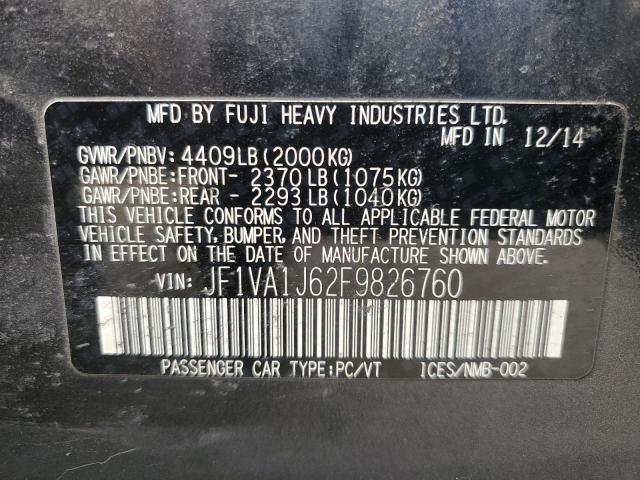 MFD BY FUJI HEAVY INDUSTRIES LTD.
MFD IN 12/14
GVWR/PNBV: 4409LB(2000KG)
GAWR/PNBE:FRONT- 2370LB(1075KG)
GAWR/PNBE:REAR - 2293LB(1040KG)
THIS VEHICLE CONFORMS TO ALL APPLICABLE FEDERAL MOTOR
VEHICLE SAFETY, BUMPER, AND THEFT PREVENTION STANDARDS
IN EFFECT ON THE DATE OF MANUFACTURE SHOWN ABOVE.
VIN: JF1VA1J62F9826760
PASSENGER CAR TYPE:PC/VT ICES/NMB-002